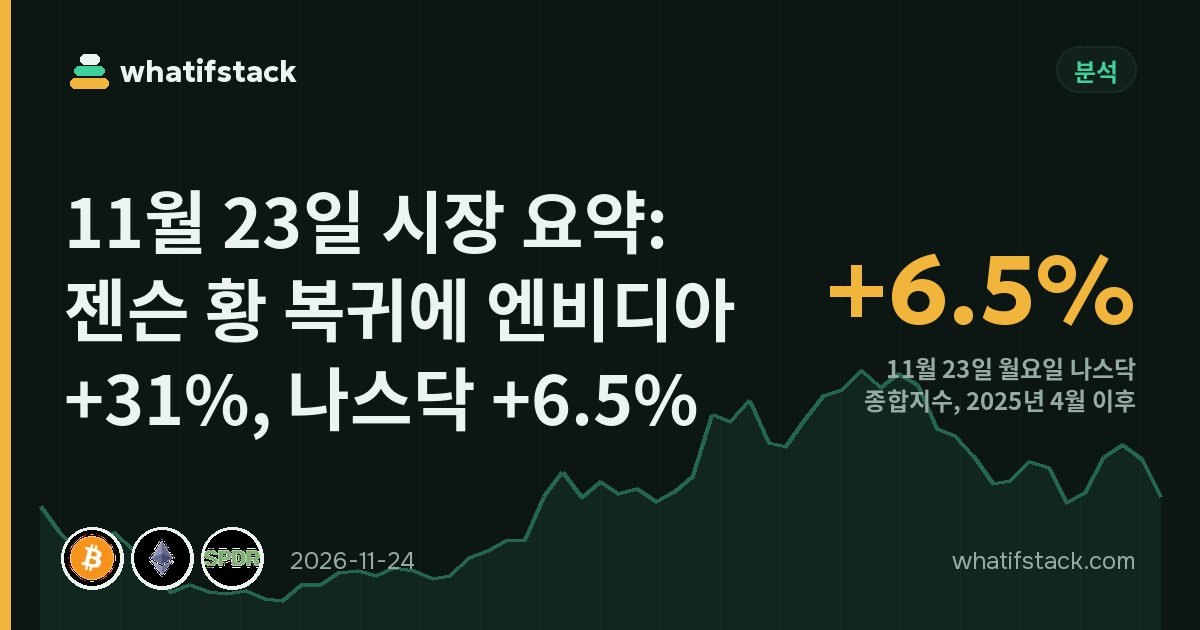 whatifstack
분석
11월 23일 시장 요약:
젠슨 황 복귀에 엔비디아
+31%, 나스닥 +6.5%
+6.5%
11월 23일 월요일 나스닥
종합지수, 2025년 4월 이후
SPDR
2026-11-24
whatifstack.com